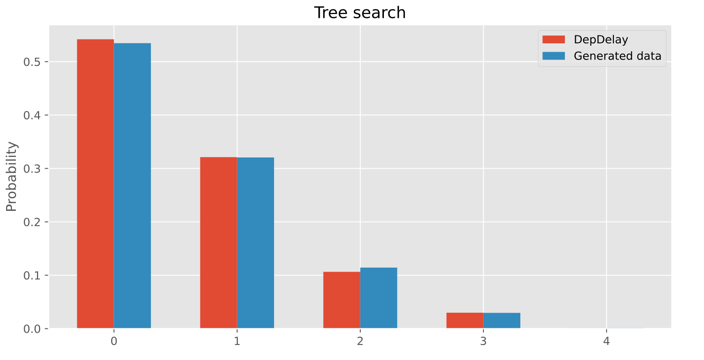 Tree search
DepDelay
Generated data
Probability
0.5
0.4
0.3
0.2
0.1
0.0
0 1 2 3 4